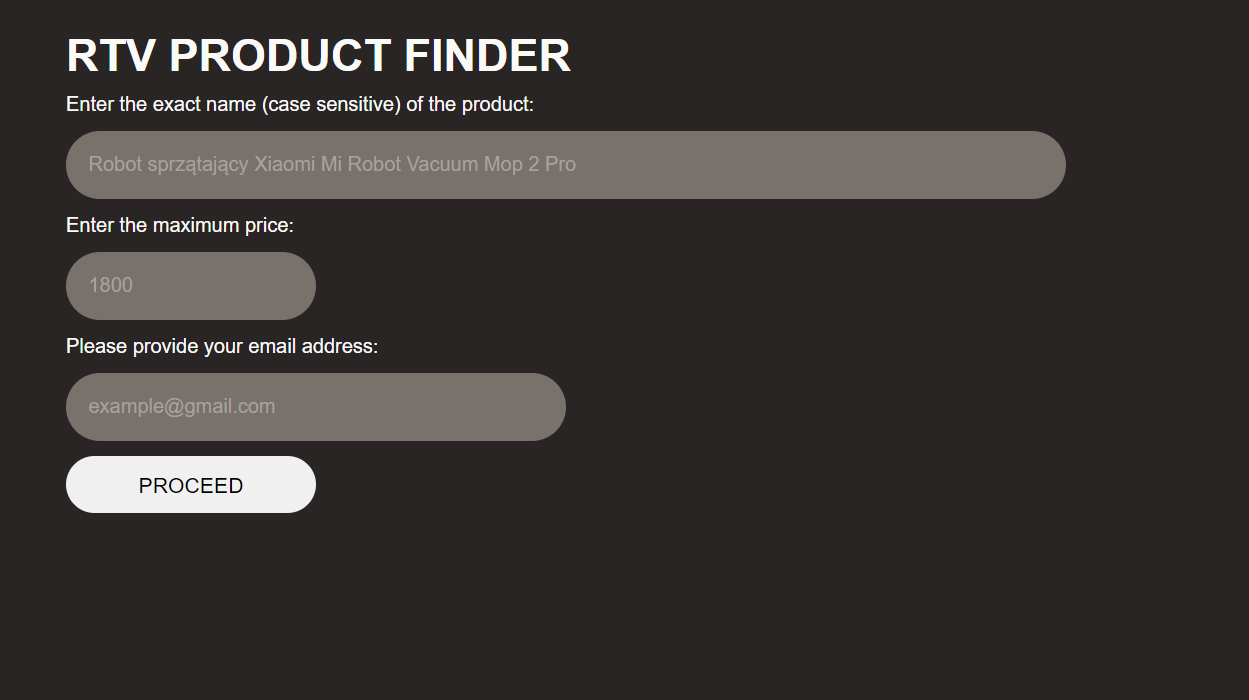 RTV PRODUCT FINDER
Enter the exact name (case sensitive) of the product:
Robot sprzątający Xiaomi Mi Robot Vacuum Mop 2 Pro
Enter the maximum price:
1800
Please provide your email address:
example@gmail.com
PROCEED